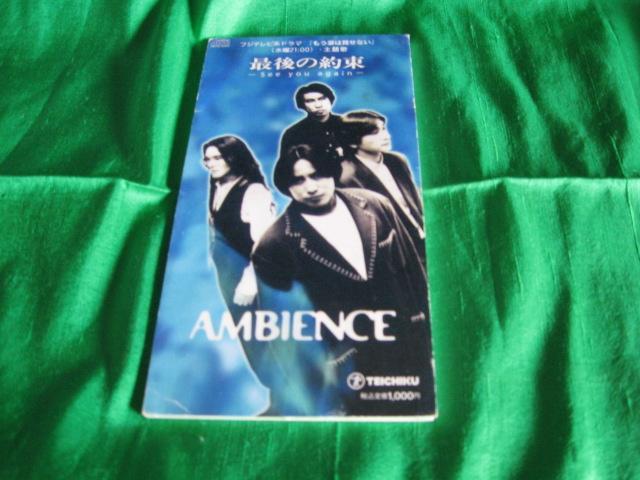 フジテレビ系ドラマ 「もう涙は見せない」
(水曜21:00)・主題歌
最後の約束
–See you again–
AMBIENCE
TEICHIKU
税込定価1,000円